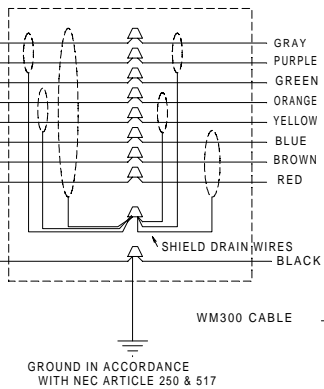 GRAY
PURPLE
GREEN
ORANGE
YELLOW
BLUE
BROWN
RED
SHIELD DRAIN WIRES
BLACK
WM300 CABLE
GROUND IN ACCORDANCE
WITH NEC ARTICLE 250 & 517